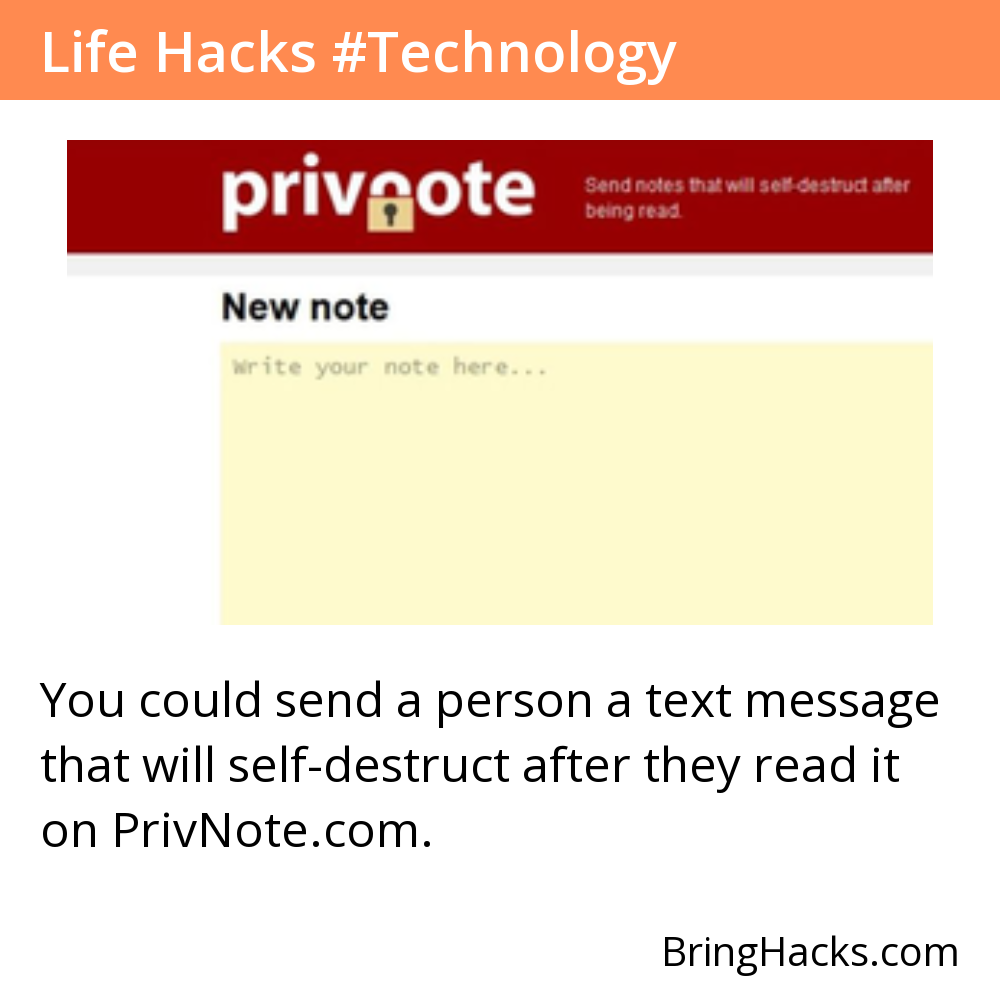 Life Hacks #Technology
privnote
Send notes that will self-destruct after
being read.
New note
Write your note here...
You could send a person a text message
that will self-destruct after they read it
on PrivNote.com.
BringHacks.com